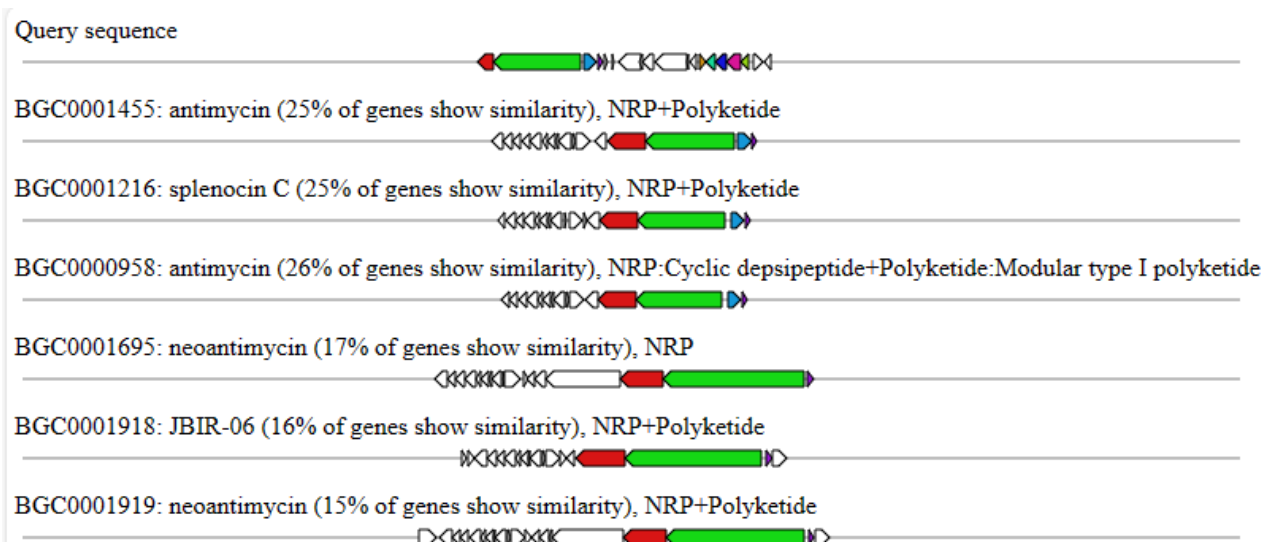 Query sequence
BGC0001455: antimycin (25% of genes show similarity), NRP+Polyketide
BGC0001216: splenocin C (25% of genes show similarity), NRP+Polyketide
BGC0000958: antimycin (26% of genes show similarity), NRP:Cyclic depsipeptide+Polyketide:Modular type I polyketide
BGC0001695: neoantimycin (17% of genes show similarity), NRP
BGC0001918: JBIR-06 (16% of genes show similarity), NRP+Polyketide
BGC0001919: neoantimycin (15% of genes show similarity), NRP+Polyketide